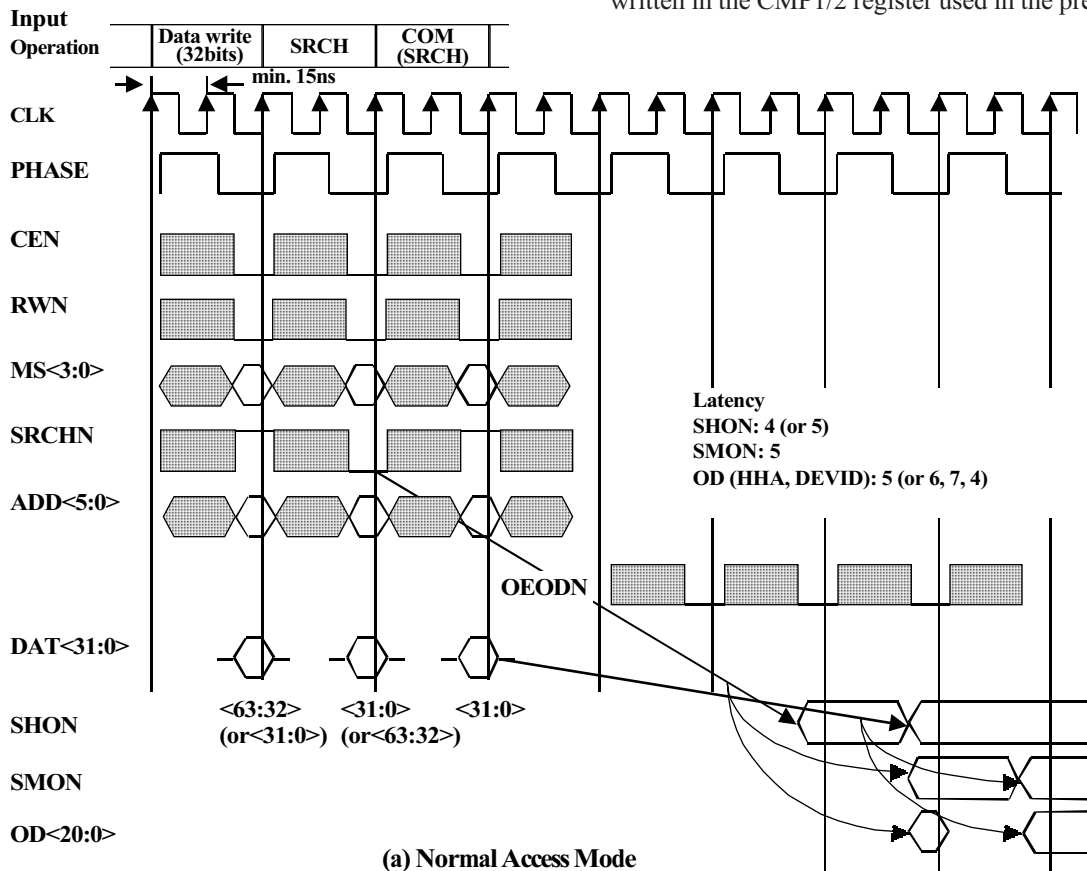 written in the CMP1/2 register used in the pre
Input
Operation
Data write
(32bits)
SRCH
COM
(SRCH)
min. 15ns
CLK
PHASE
CEN
RWN
MS<3:0>
SRCHN
Latency
SHON: 4 (or 5)
SMON: 5
OD (HHA, DEVID): 5 (or 6, 7, 4)
ADD<5:0>
OEODN
DAT<31:0>
<63:32>
(or<31:0>)
<31:0>
(or<63:32>)
<31:0>
SHON
SMON
OD<20:0>
(a) Normal Access Mode